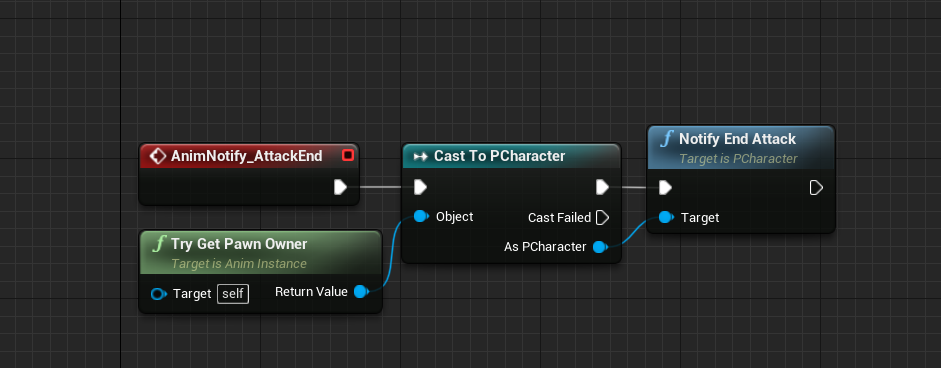 AnimNotify_AttackEnd
Try Get Pawn Owner
Target is Anim Instance
Target self
Return Value
Cast To PCharacter
Object
Cast Failed
As PCharacter
Notify End Attack
Target is PCharacter
Target